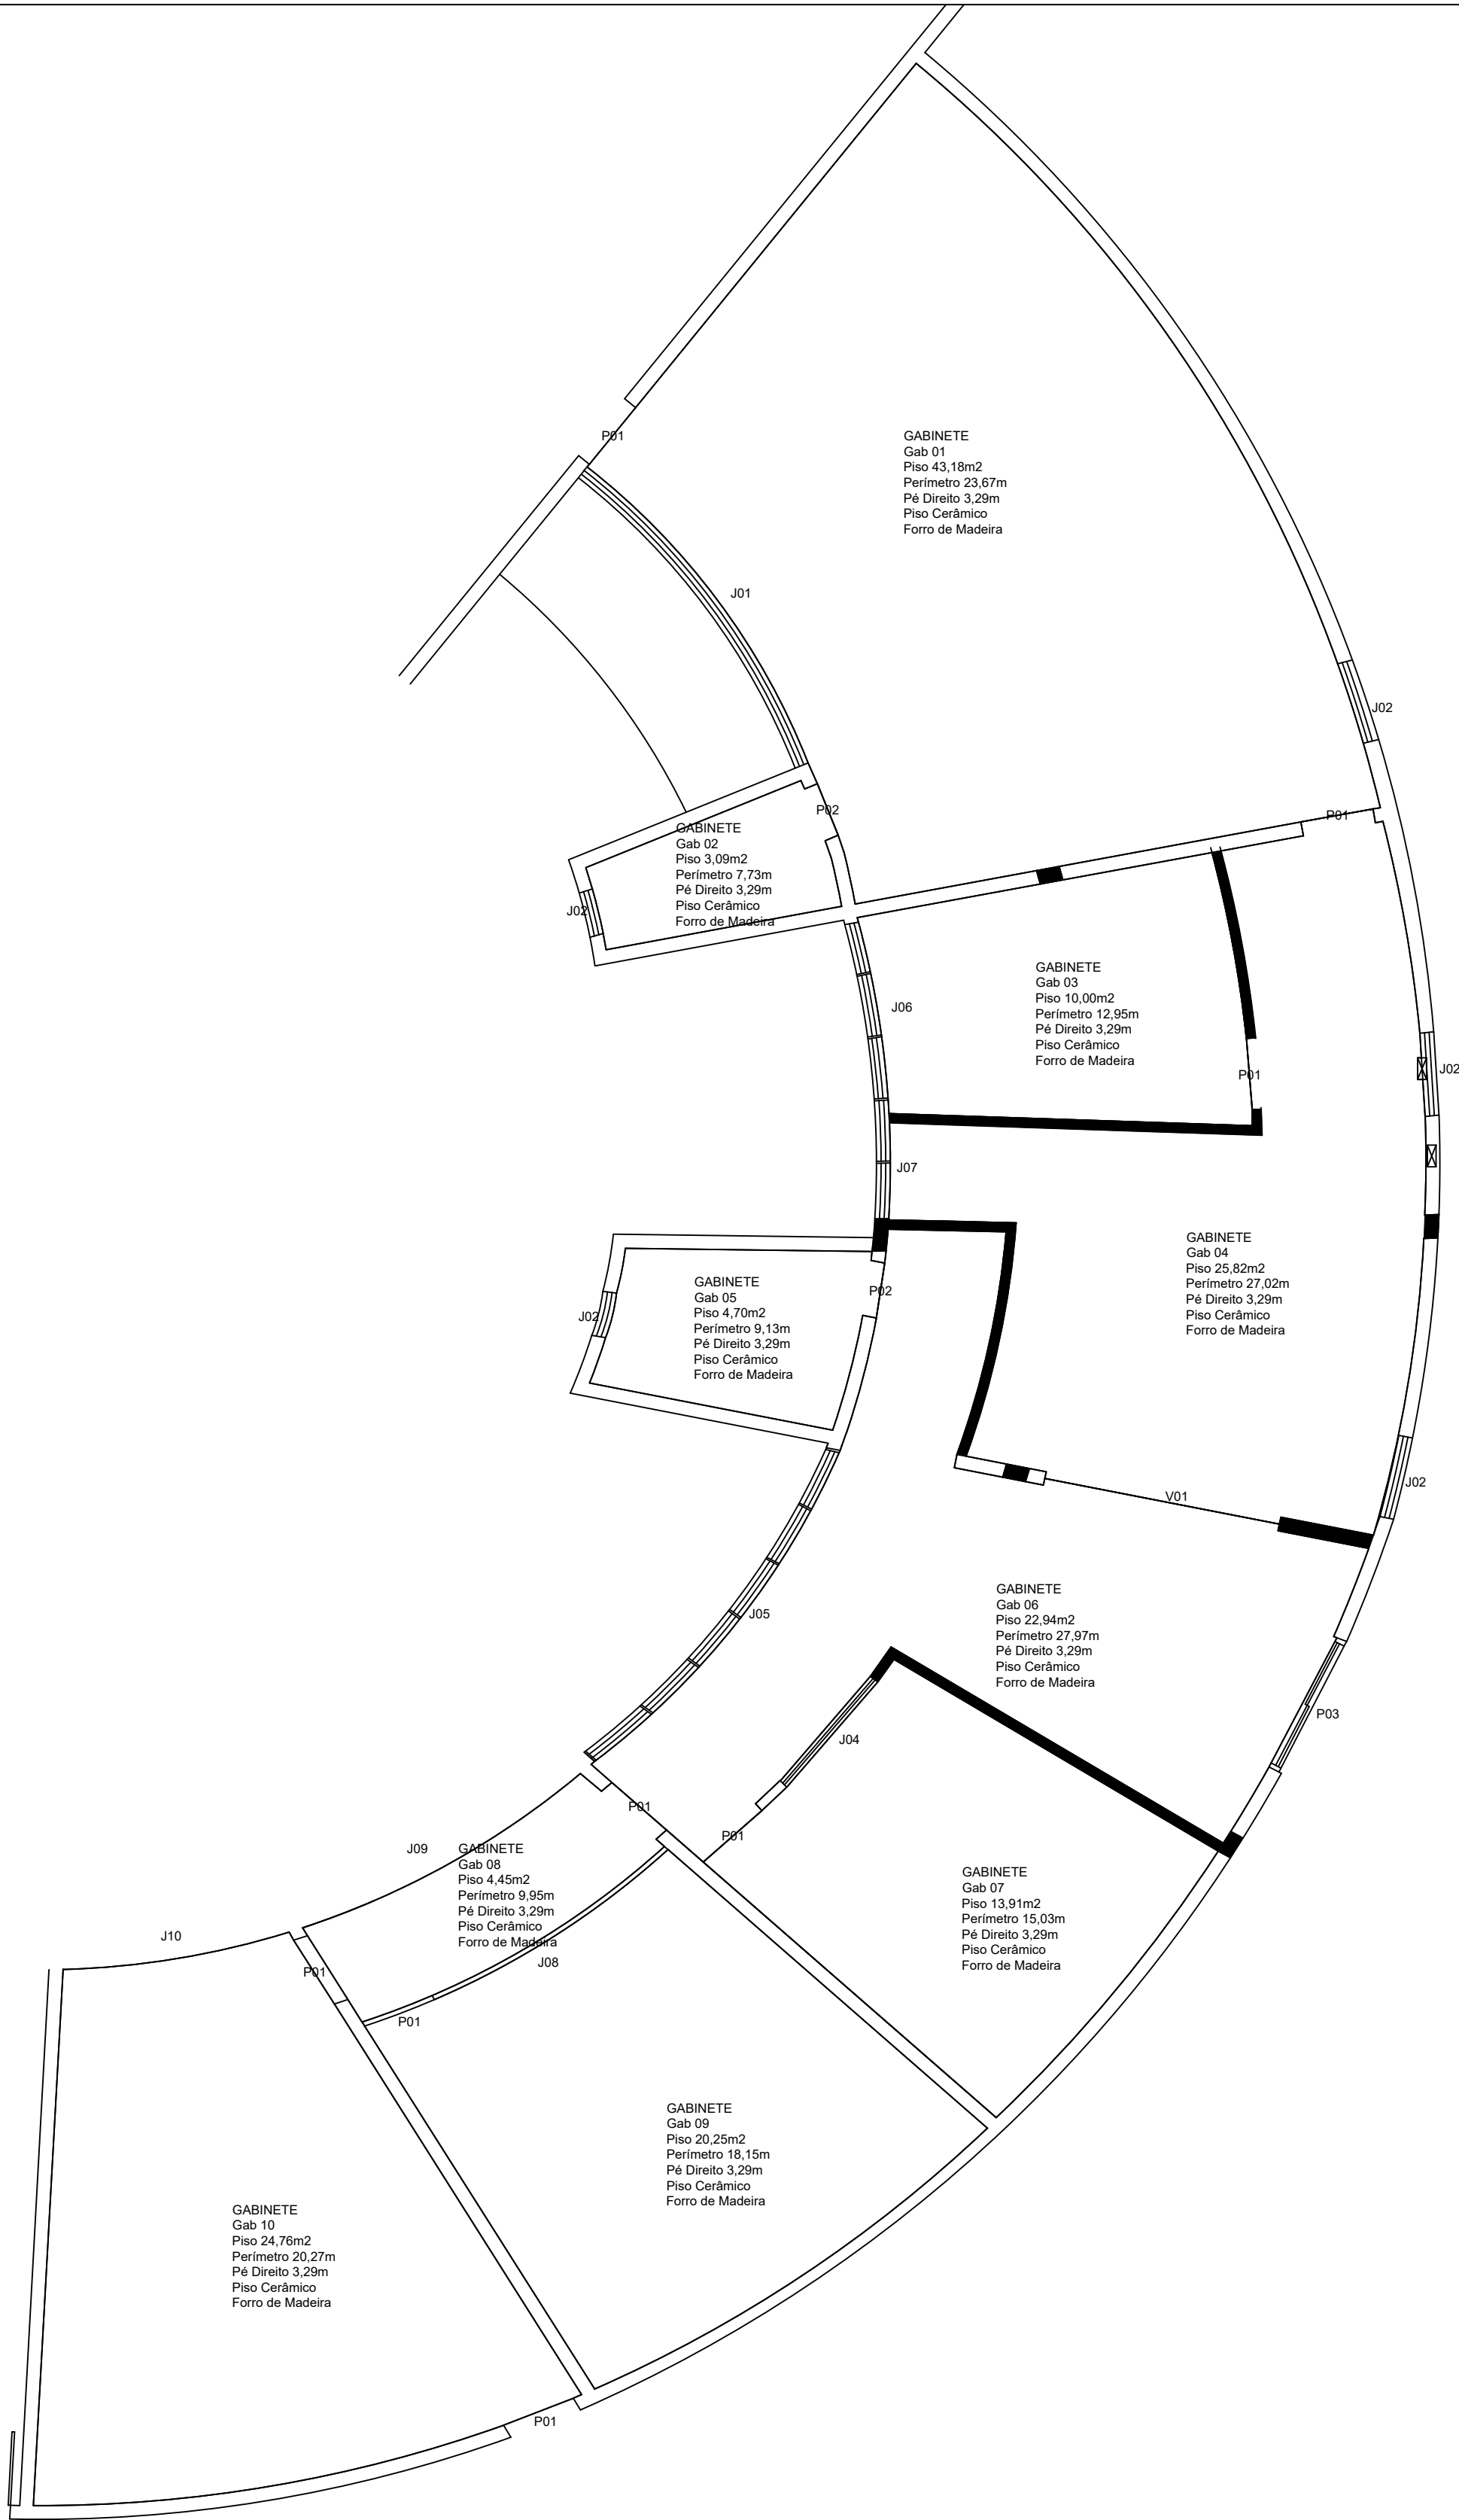 P01
GABINETE
Gab 01
Piso 43,18m2
Perímetro 23,67m
Pé Direito 3,29m
Piso Cerâmico
Forro de Madeira
J01
J02
P02
P01
GABINETE
Gab 02
Piso 3,09m2
Perímetro 7,73m
Pé Direito 3,29m
Piso Cerâmico
Forro de Madeira
J02
GABINETE
Gab 03
Piso 10,00m2
Perímetro 12,95m
Pé Direito 3,29m
Piso Cerâmico
Forro de Madeira
J06
P01
J02
J07
GABINETE
Gab 04
Piso 25,82m2
Perímetro 27,02m
Pé Direito 3,29m
Piso Cerâmico
Forro de Madeira
GABINETE
Gab 05
Piso 4,70m2
Perímetro 9,13m
Pé Direito 3,29m
Piso Cerâmico
Forro de Madeira
P02
J02
J02
V01
GABINETE
Gab 06
Piso 22,94m2
Perímetro 27,97m
Pé Direito 3,29m
Piso Cerâmico
Forro de Madeira
J05
P03
J04
P01
P01
J09
GABINETE
Gab 08
Piso 4,45m2
Perímetro 9,95m
Pé Direito 3,29m
Piso Cerâmico
Forro de Madeira
GABINETE
Gab 07
Piso 13,91m2
Perímetro 15,03m
Pé Direito 3,29m
Piso Cerâmico
Forro de Madeira
J10
J08
P01
P01
GABINETE
Gab 09
Piso 20,25m2
Perímetro 18,15m
Pé Direito 3,29m
Piso Cerâmico
Forro de Madeira
GABINETE
Gab 10
Piso 24,76m2
Perímetro 20,27m
Pé Direito 3,29m
Piso Cerâmico
Forro de Madeira
P01